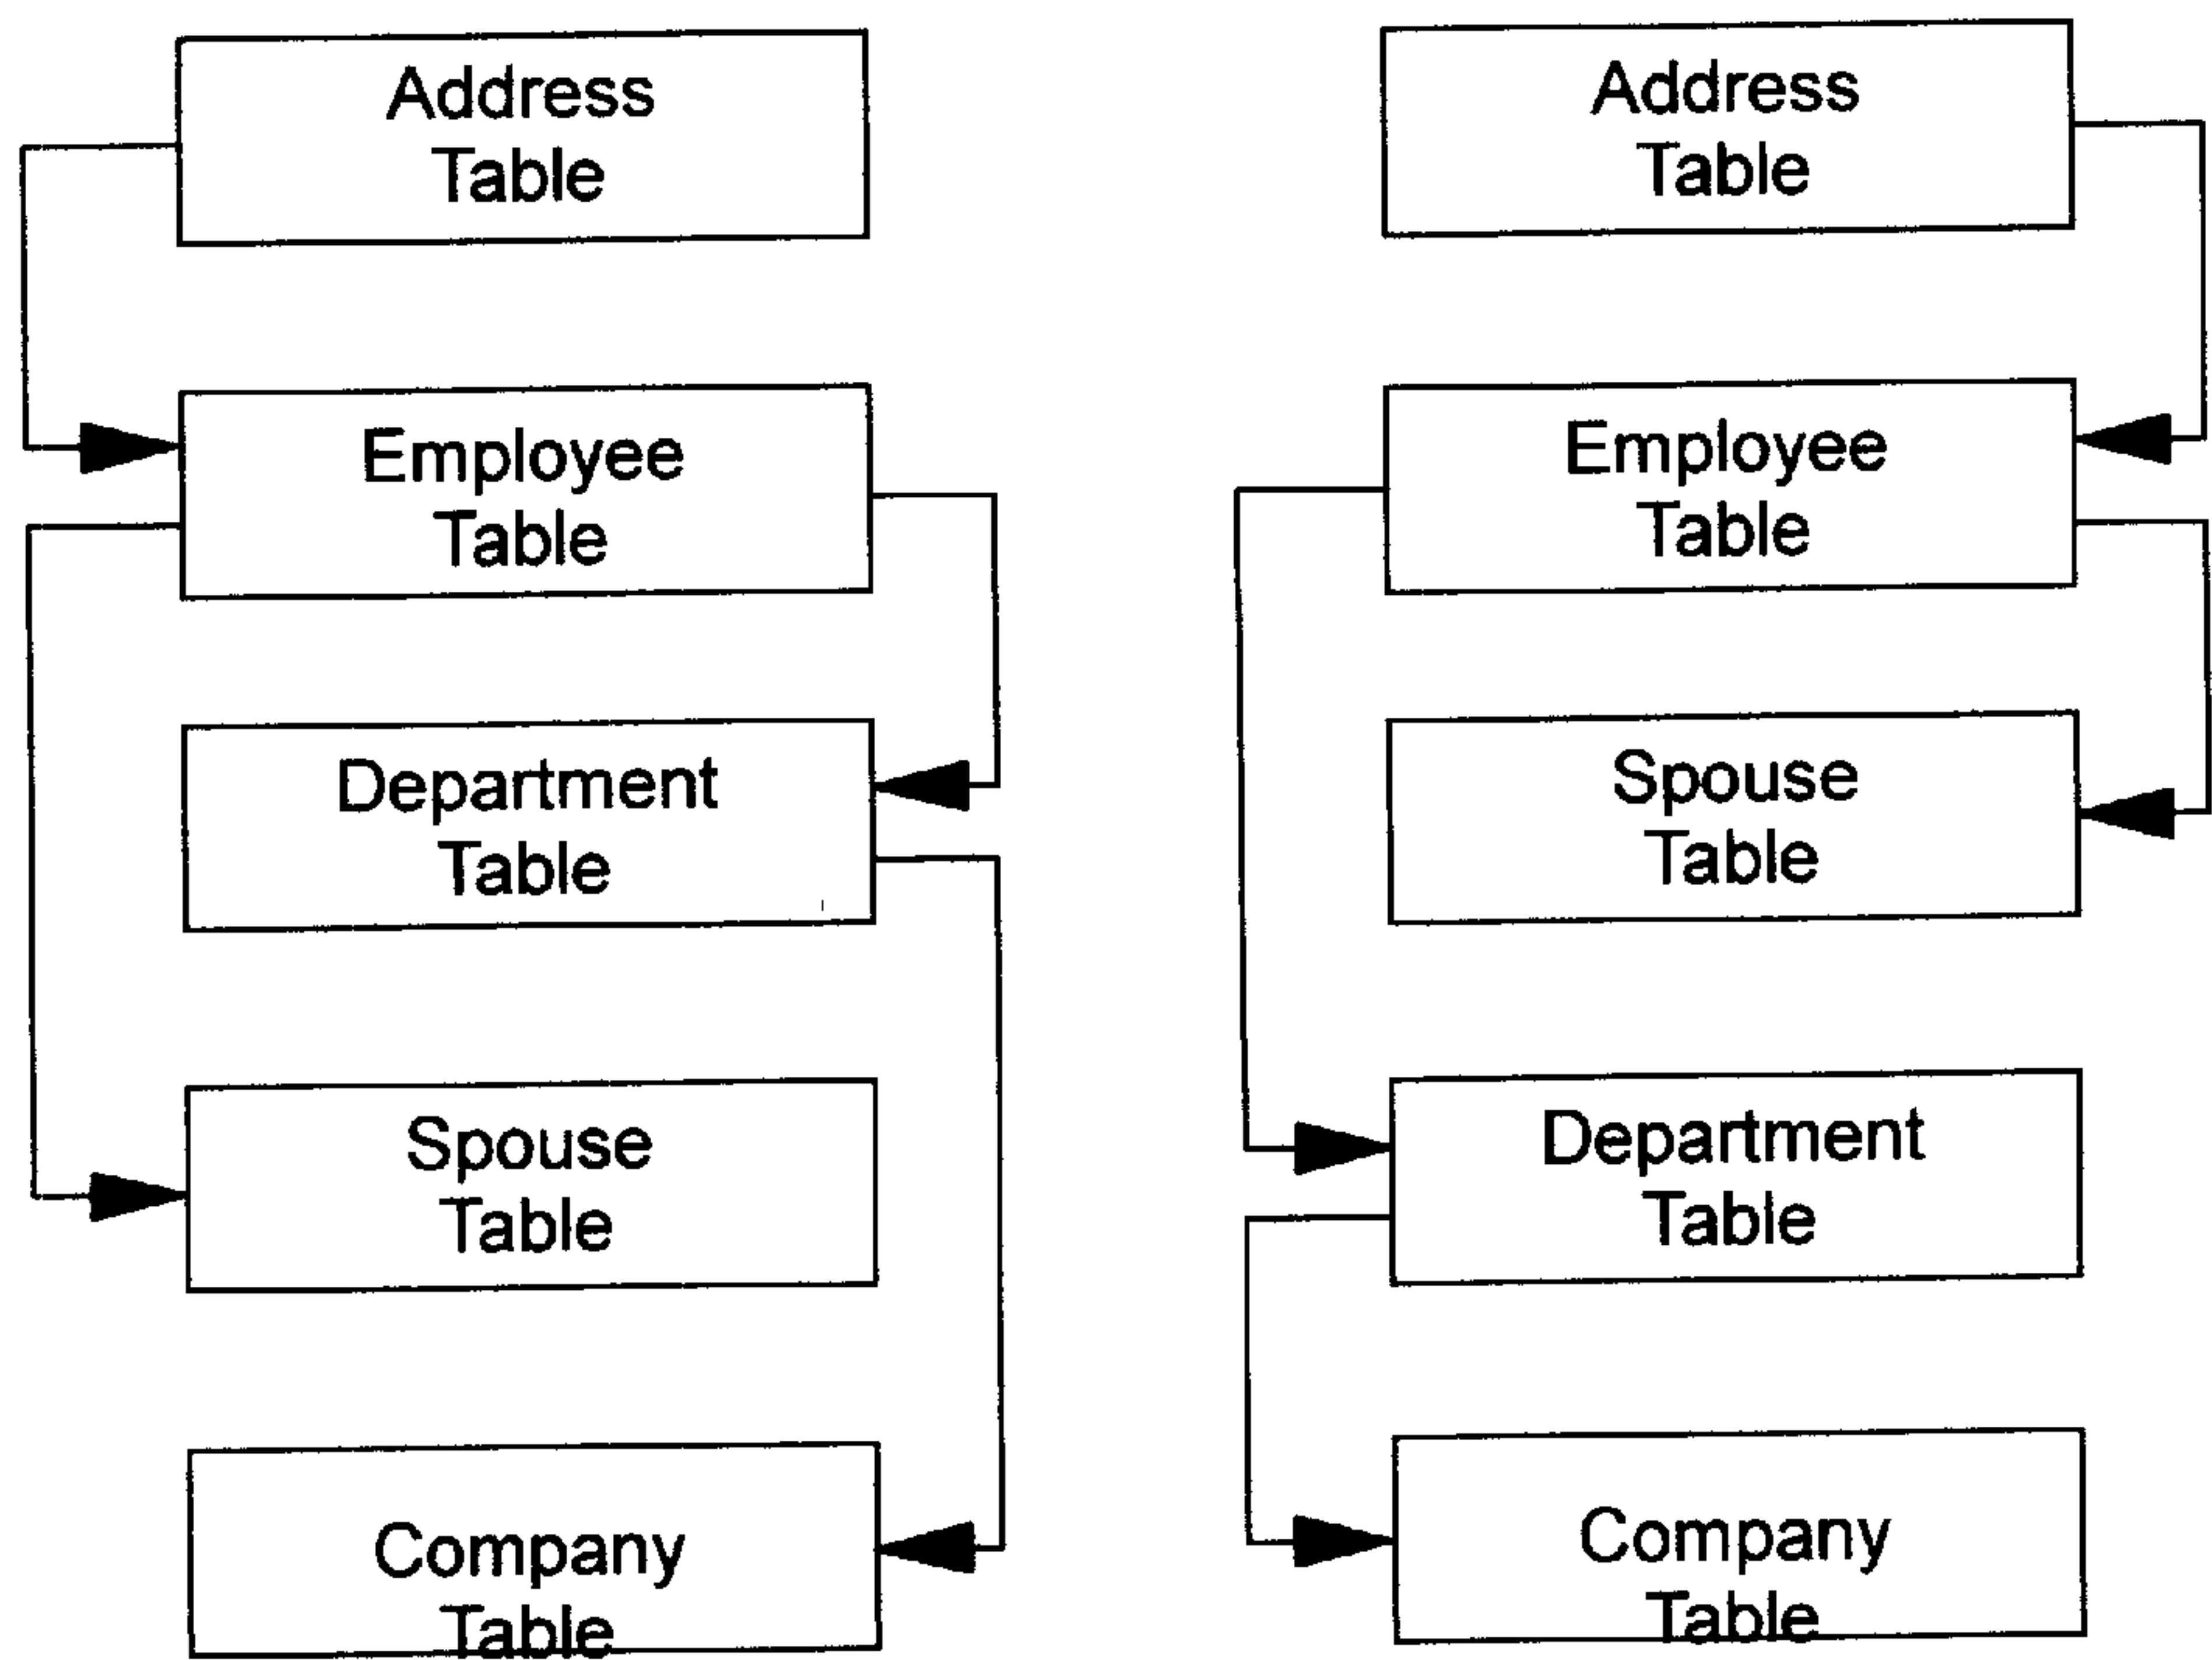 Address
Table
Employee
Table
Department
Table
Spouse
Table
Company
Table
Address
Table
Employee
Table
Spouse
Table
Department
Table
Company
Table